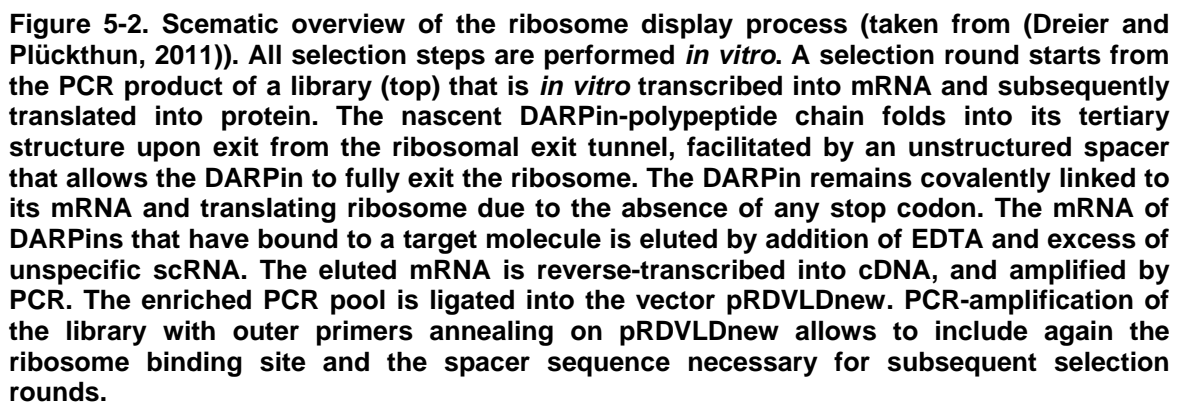 Figure 5-2. Scematic overview of the ribosome display process (taken from (Dreier and
Plückthun, 2011)). All selection steps are performed in vitro. A selection round starts from
the PCR product of a library (top) that is in vitro transcribed into mRNA and subsequently
translated into protein. The nascent DARPin-polypeptide chain folds into its tertiary
structure upon exit from the ribosomal exit tunnel, facilitated by an unstructured spacer
that allows the DARPin to fully exit the ribosome. The DARPin remains covalently linked to
its mRNA and translating ribosome due to the absence of any stop codon. The mRNA of
DARPins that have bound to a target molecule is eluted by addition of EDTA and excess of
unspecific scRNA. The eluted mRNA is reverse-transcribed into cDNA, and amplified by
PCR. The enriched PCR pool is ligated into the vector pRDVLDnew. PCR-amplification of
the library with outer primers annealing on pRDVLDnew allows to include again the
ribosome binding site and the spacer sequence necessary for subsequent selection
rounds.